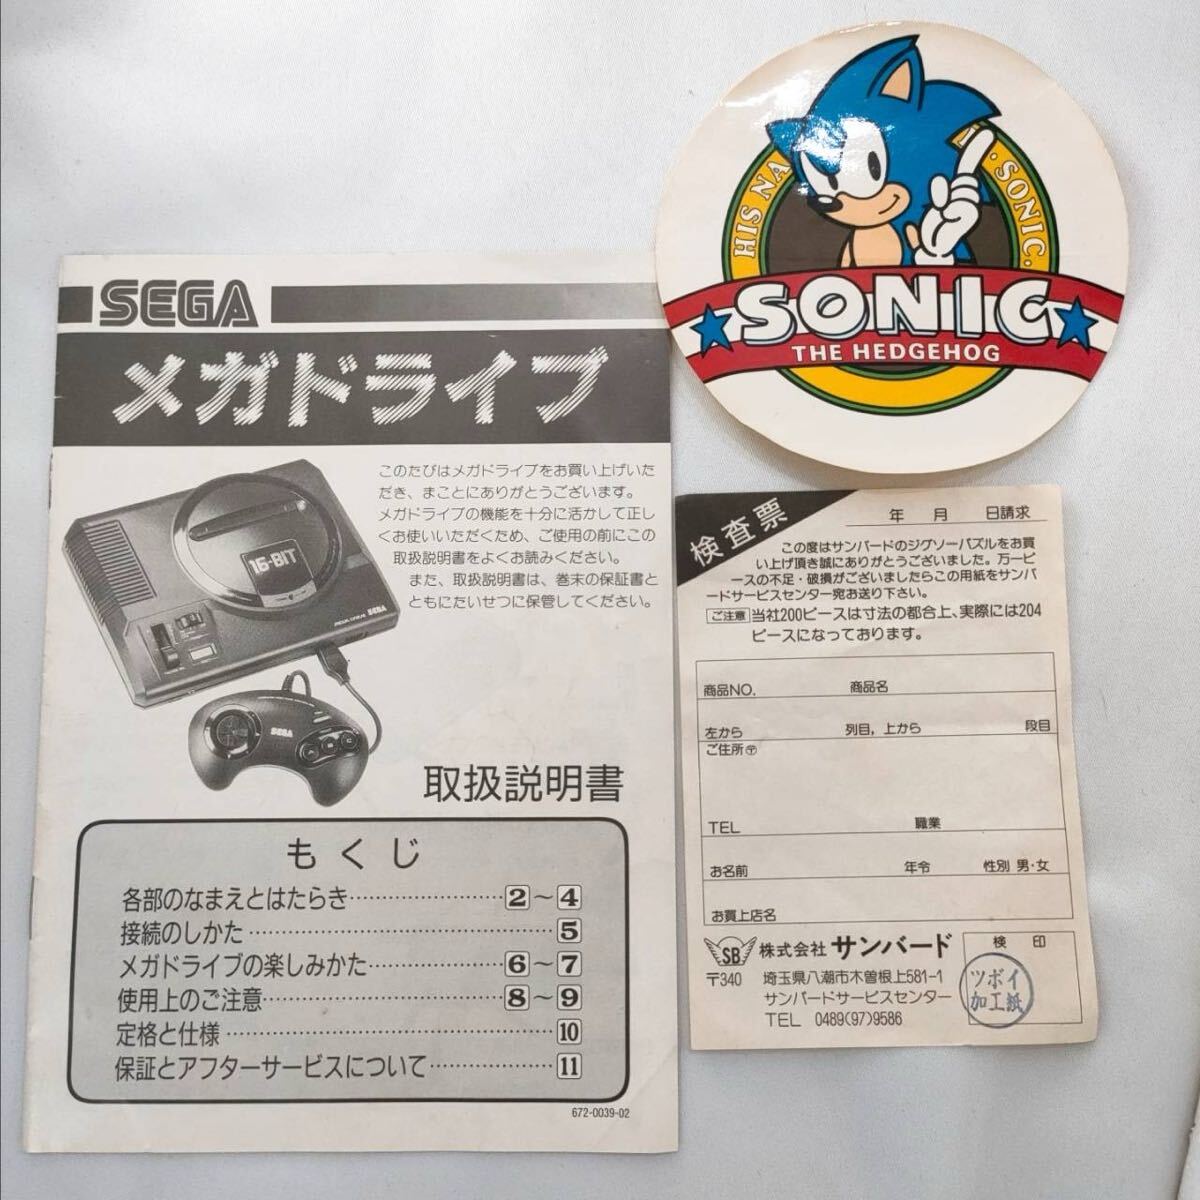 SEGA
メガドライブ
このたびはメガドライブをお買い上げいた
だき、まことにありがとうございます。
メガドライブの機能を十分に活かして正し
くお使いいただくため、ご使用の前にこの
取扱説明書をよくお読みください。
また、取扱説明書は、巻末の保証書と
ともにたいせつに保管してください。
16-BIT
SEGA
SEGA
取扱説明書
もくじ
各部のなまえとはたらき……………………2～4
接続のしかた……………………………………5
メガドライブの楽しみかた…………………6～7
使用上のご注意………………………………8～9
定格と仕様………………………………………10
保証とアフターサービスについて……………11
672-0039-02
HIS NA
. SONIC.
SONIC
THE HEDGEHOG
検査票
年 月 日請求
この度はサンバードのジグソーパズルをお買
い上げ頂き誠にありがとうございました。万一ピ
ースの不足・破損がございましたらこの用紙をサンバ
ードサービスセンター宛お送り下さい。
ご注意 当社200ピースは寸法の都合上、実際には204
ピースになっております。
商品NO. 商品名
左から 列目，上から 段目
ご住所〒
TEL 職業
お名前 年令 性別 男・女
お買上店名
SB 株式会社 サンバード
〒340 埼玉県八潮市木曽根上581-1
サンバードサービスセンター
TEL 0489(97)9586
検 印
ツボイ
加工紙